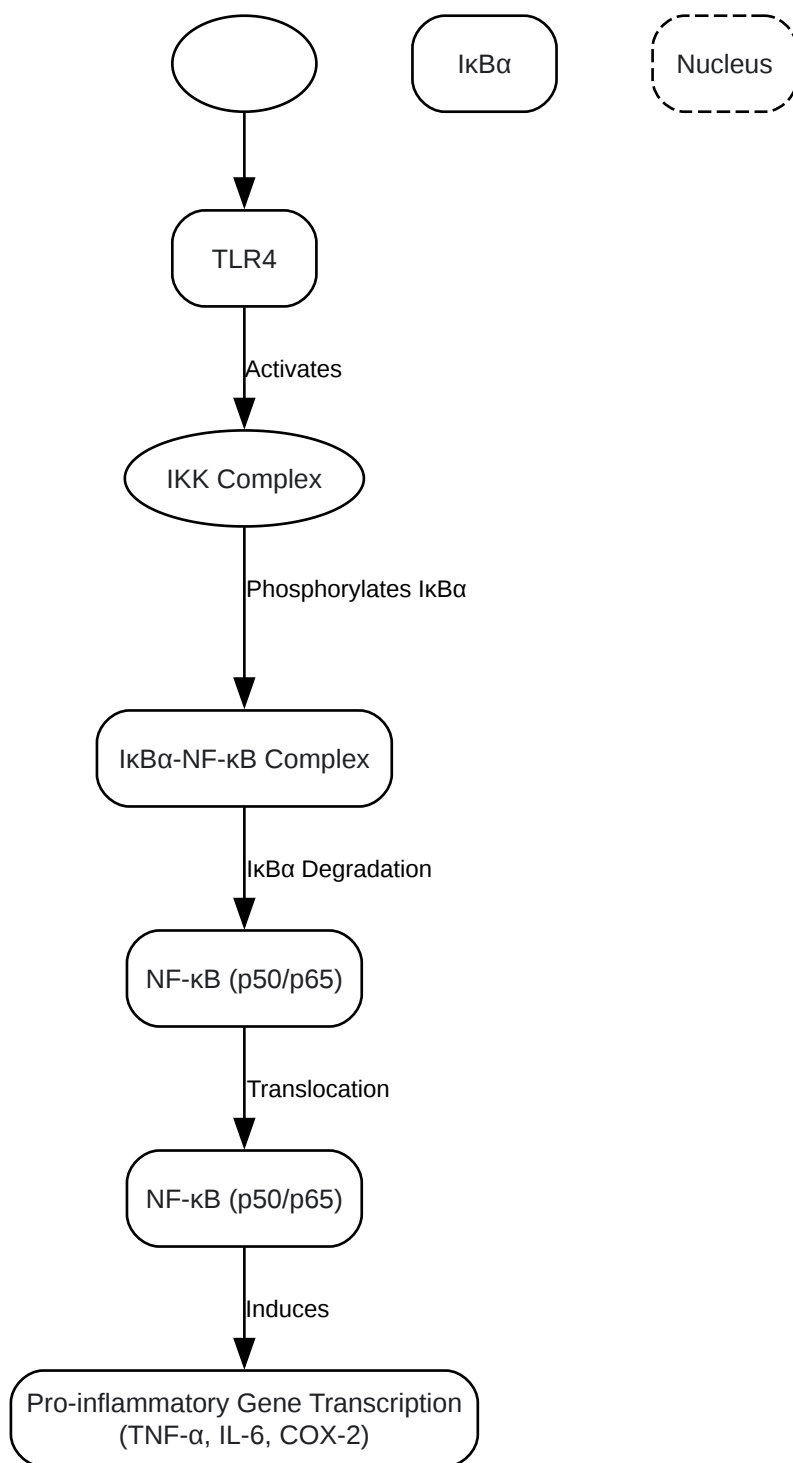 IκBα
Nucleus
TLR4
Activates
IKK Complex
Phosphorylates IκBα
IκBα-NF-κB Complex
IκBα Degradation
NF-κB (p50/p65)
Translocation
NF-κB (p50/p65)
Induces
Pro-inflammatory Gene Transcription
(TNF-α, IL-6, COX-2)